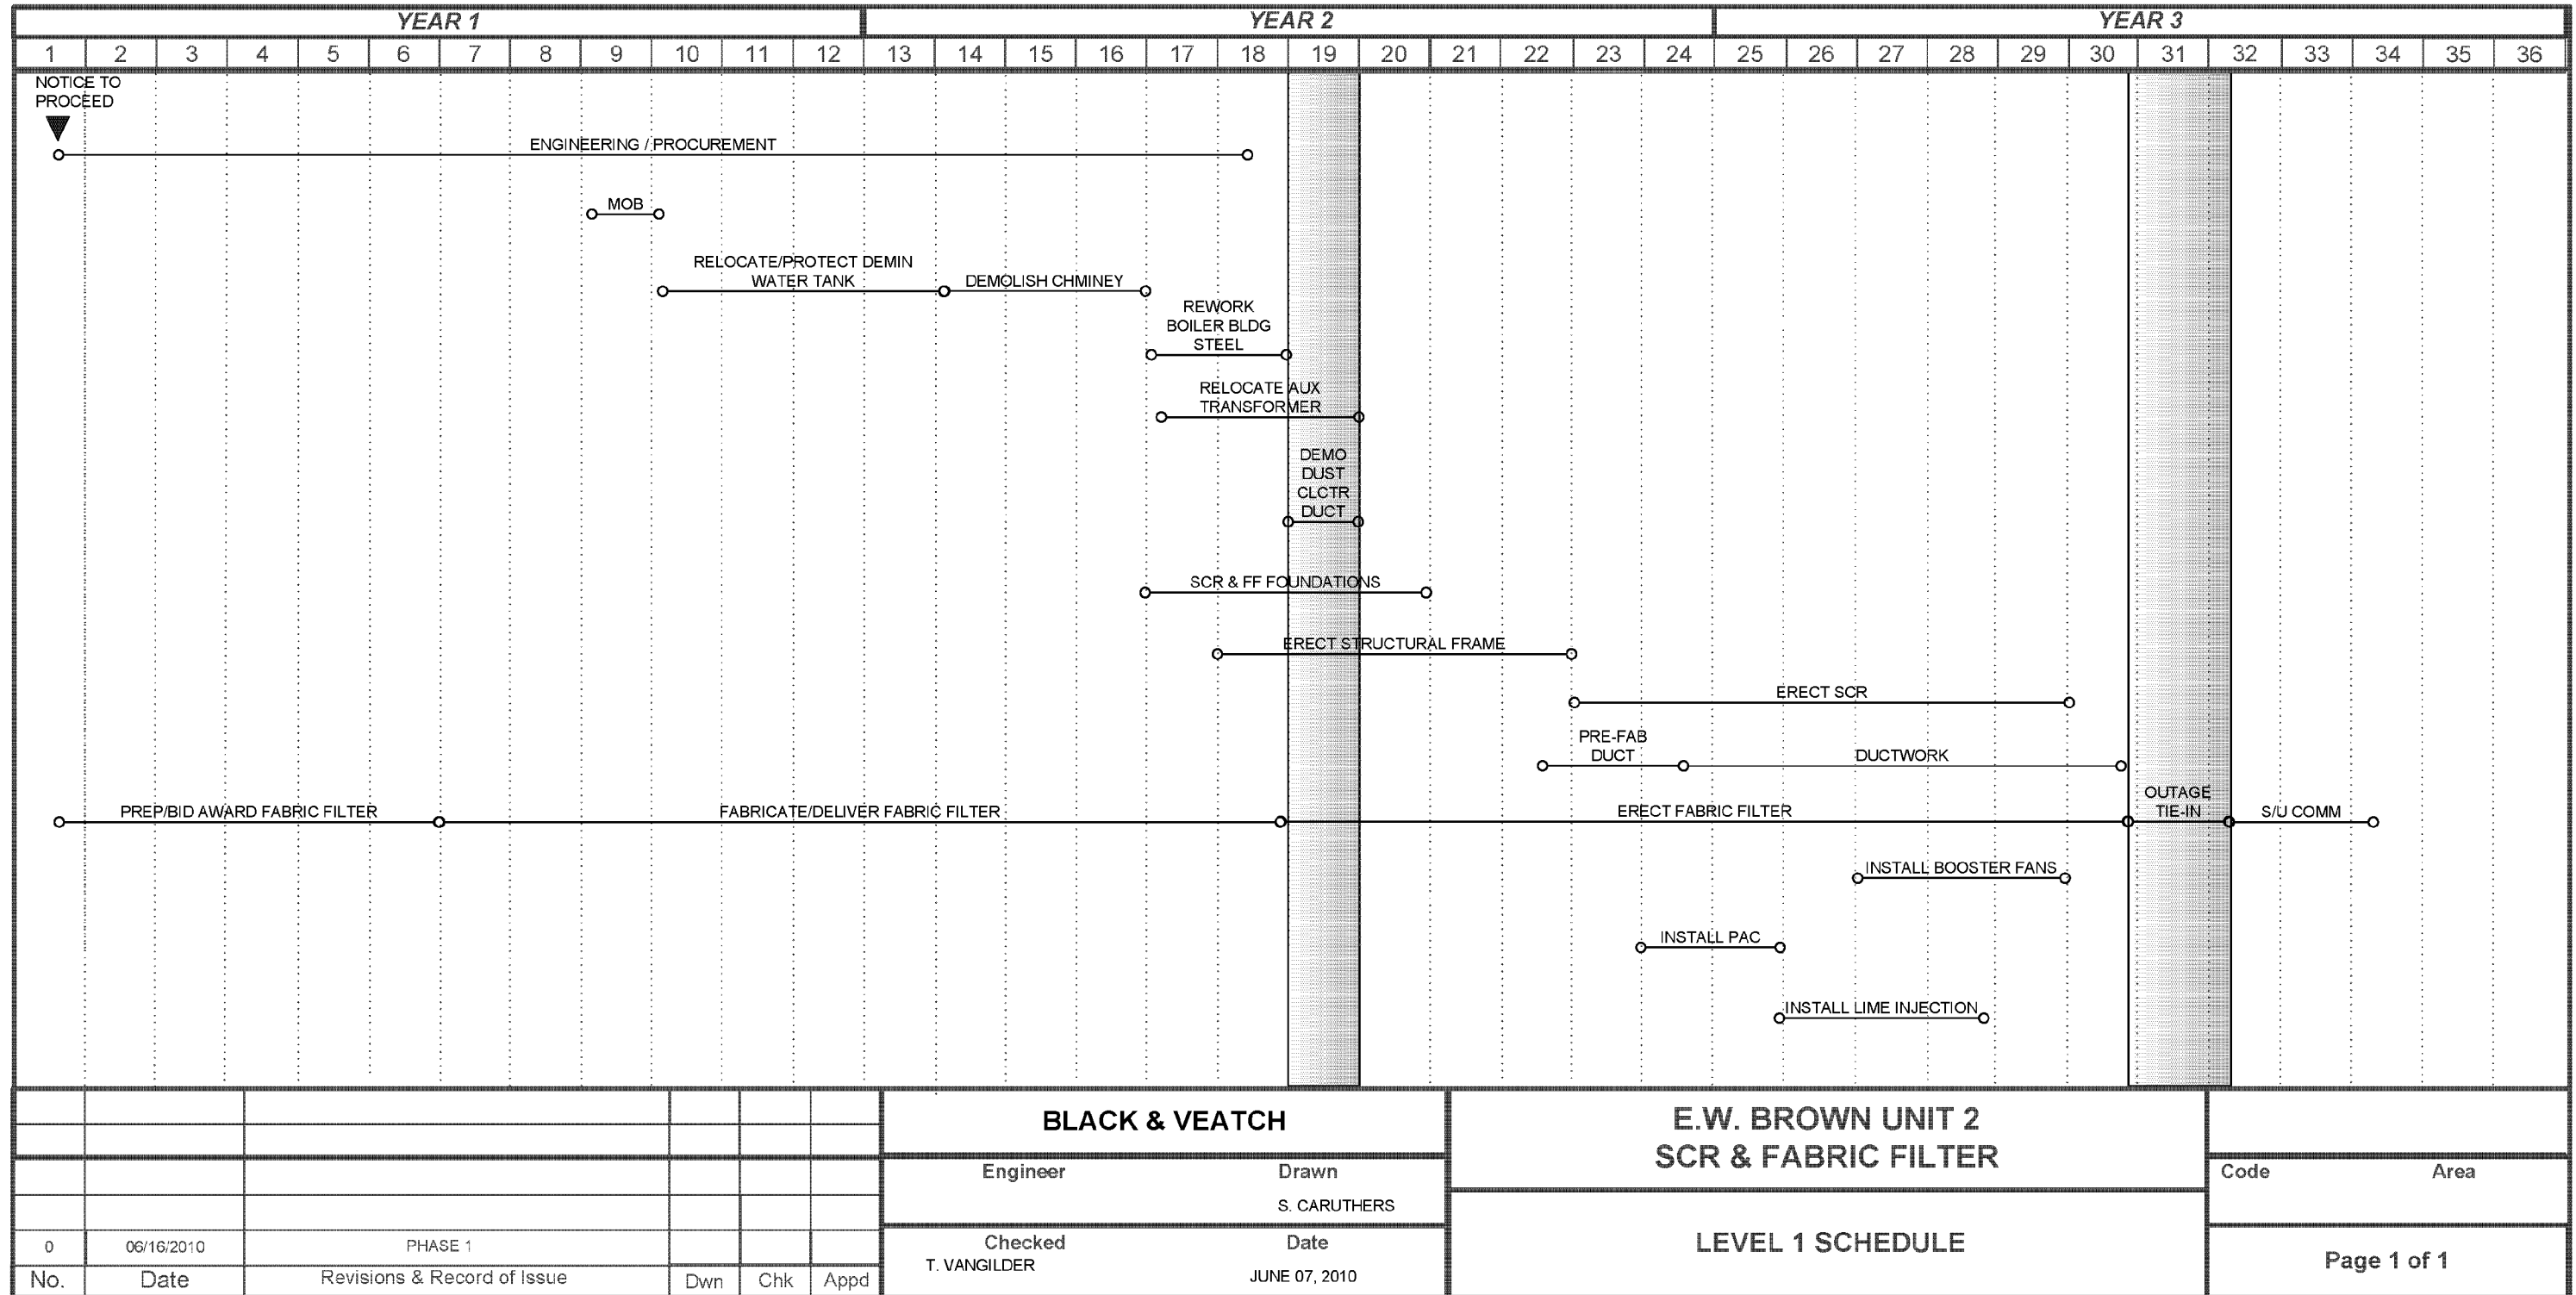 YEAR 1 YEAR 2 YEAR 3
1 2 3 4 5 6 7 8 9 10 11 12 13 14 15 16 17 18 19 20 21 22 23 24 25 26 27 28 29 30 31 32 33 34 35 36
NOTICE TO
PROCEED
ENGINEERING / PROCUREMENT
MOB
RELOCATE/PROTECT DEMIN
WATER TANK
DEMOLISH CHMINEY
REWORK
BOILER BLDG
STEEL
RELOCATE AUX
TRANSFORMER
DEMO
DUST
CLCTR
DUCT
SCR & FF FOUNDATIONS
ERECT STRUCTURAL FRAME
ERECT SCR
PRE-FAB
DUCT
DUCTWORK
PREP/BID AWARD FABRIC FILTER
FABRICATE/DELIVER FABRIC FILTER
ERECT FABRIC FILTER
OUTAGE
TIE-IN
S/U COMM
INSTALL BOOSTER FANS
INSTALL PAC
INSTALL LIME INJECTION
0 06/16/2010 PHASE 1
No. Date Revisions & Record of Issue Dwn Chk Appd
BLACK & VEATCH
Engineer Drawn
S. CARUTHERS
Checked Date
T. VANGILDER
JUNE 07, 2010
E.W. BROWN UNIT 2
SCR & FABRIC FILTER
LEVEL 1 SCHEDULE
Code Area
Page 1 of 1